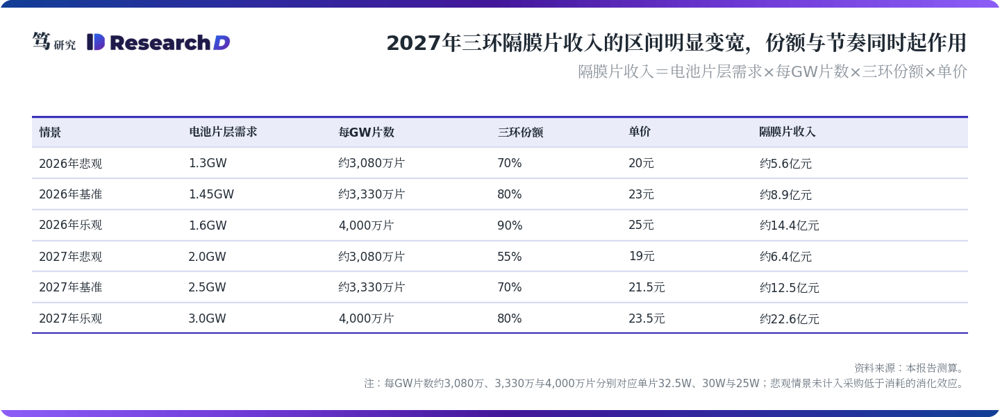 笃 研究 ResearchD
2027年三环隔膜片收入的区间明显变宽，份额与节奏同时起作用
隔膜片收入＝电池片层需求×每GW片数×三环份额×单价
情景 电池片层需求 每GW片数 三环份额 单价 隔膜片收入
2026年悲观 1.3GW 约3,080万片 70% 20元 约5.6亿元
2026年基准 1.45GW 约3,330万片 80% 23元 约8.9亿元
2026年乐观 1.6GW 4,000万片 90% 25元 约14.4亿元
2027年悲观 2.0GW 约3,080万片 55% 19元 约6.4亿元
2027年基准 2.5GW 约3,330万片 70% 21.5元 约12.5亿元
2027年乐观 3.0GW 4,000万片 80% 23.5元 约22.6亿元
资料来源：本报告测算。
注：每GW片数约3,080万、3,330万与4,000万片分别对应单片32.5W、30W与25W；悲观情景未计入采购低于消耗的消化效应。